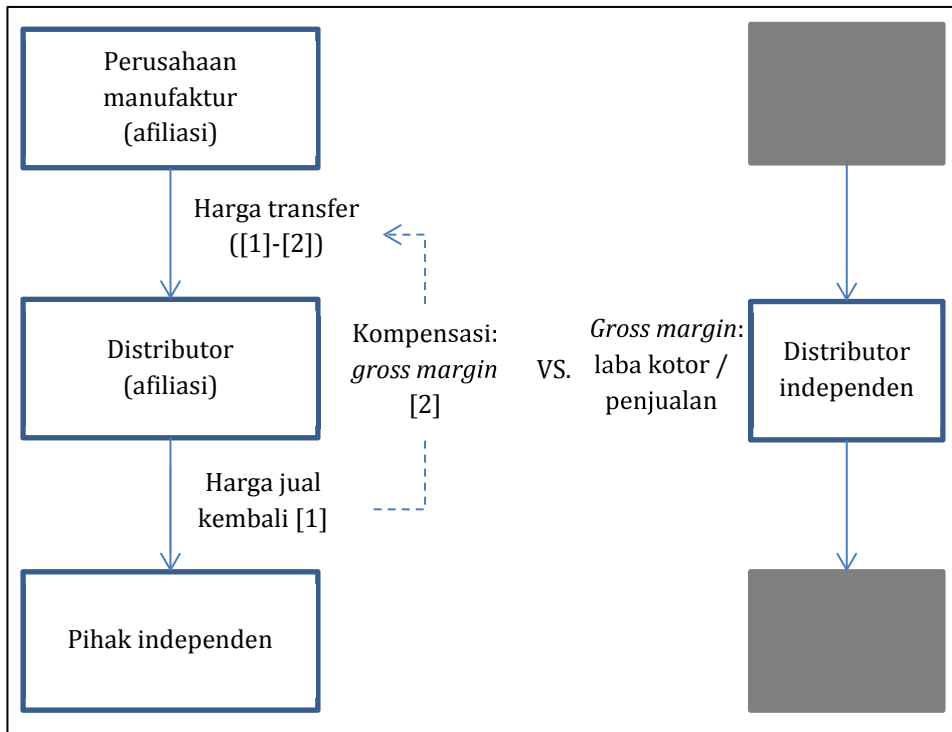 Perusahaan
manufaktur
(afiliasi)
Harga transfer
([1]-[2])
Distributor
(afiliasi)
Kompensasi:
gross margin
[2]
VS.
Gross margin:
laba kotor /
penjualan
Distributor
independen
Harga jual
kembali [1]
Pihak independen